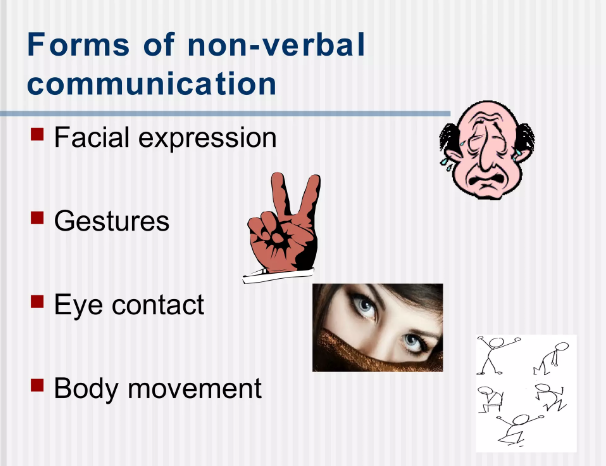 Forms of non-verbal
communication
Facial expression
Gestures
Eye contact
Body movement